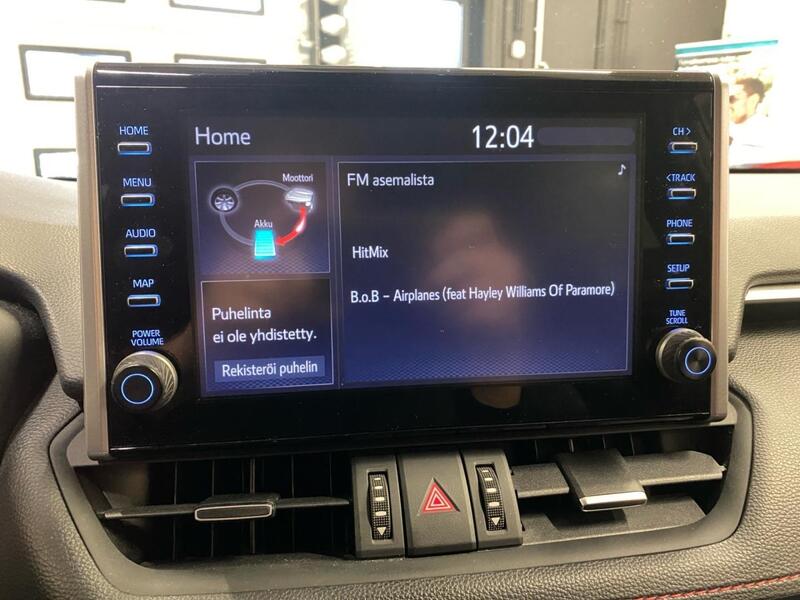 HOME
MENU
AUDIO
MAP
POWER
VOLUME
Home
12:04
Moottori
Akku
Puhelinta
ei ole yhdistetty.
Rekisteröi puhelin
FM asemalista
HitMix
B.o.B – Airplanes (feat Hayley Williams Of Paramore)
CH >
<TRACK
PHONE
SETUP
TUNE
SCROLL